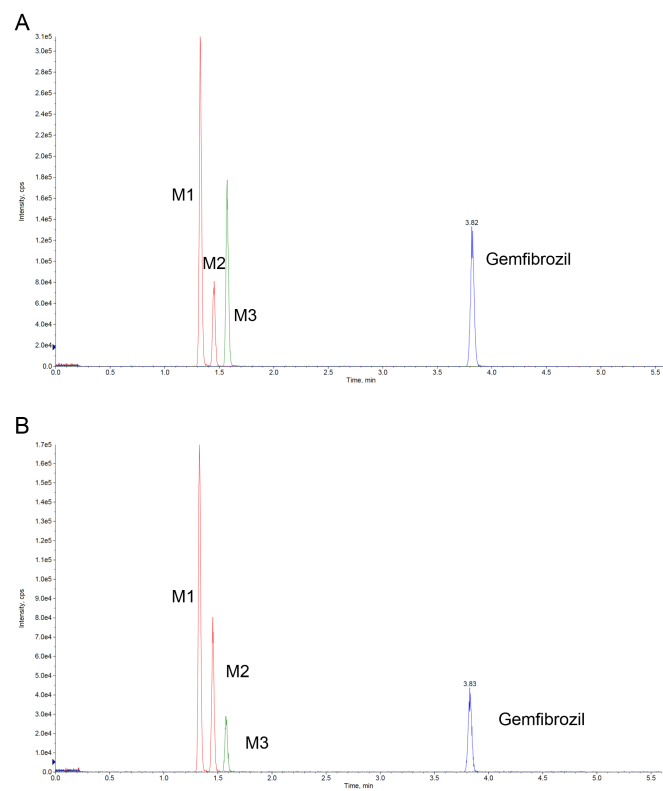 A
3.1e5
3.0e5
2.8e5
2.6e5
2.4e5
2.2e5
2.0e5
1.8e5
1.6e5
1.4e5
1.2e5
1.0e5
8.0e4
6.0e4
4.0e4
2.0e4
0.0
Intensity, cps
M1
M2
M3
3.82
Gemfibrozil
0.0 0.5 1.0 1.5 2.0 2.5 3.0 3.5 4.0 4.5 5.0 5.5
Time, min
B
1.7e5
1.6e5
1.5e5
1.4e5
1.3e5
1.2e5
1.1e5
1.0e5
9.0e4
8.0e4
7.0e4
6.0e4
5.0e4
4.0e4
3.0e4
2.0e4
1.0e4
0.0
Intensity, cps
M1
M2
M3
3.83
Gemfibrozil
0.0 0.5 1.0 1.5 2.0 2.5 3.0 3.5 4.0 4.5 5.0 5.5
Time, min